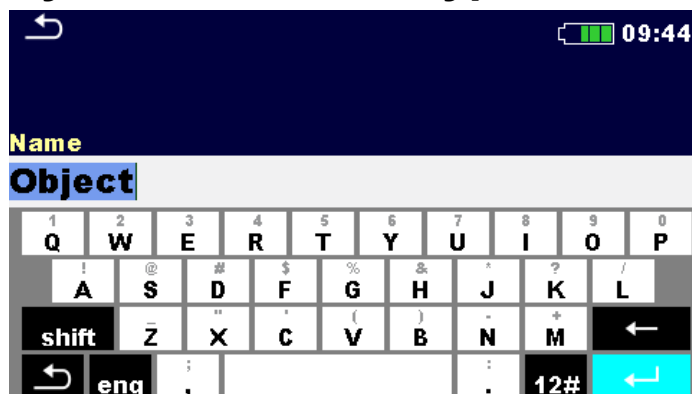 09:44
Name
Object
1 2 3 4 5 6 7 8 9 0
Q W E R T Y U I O P
! @ # $ % & * ? /
A S D F G H J K L
_ " ' ( ) - +
shift Z X C V B N M
; :
eng , . 12#